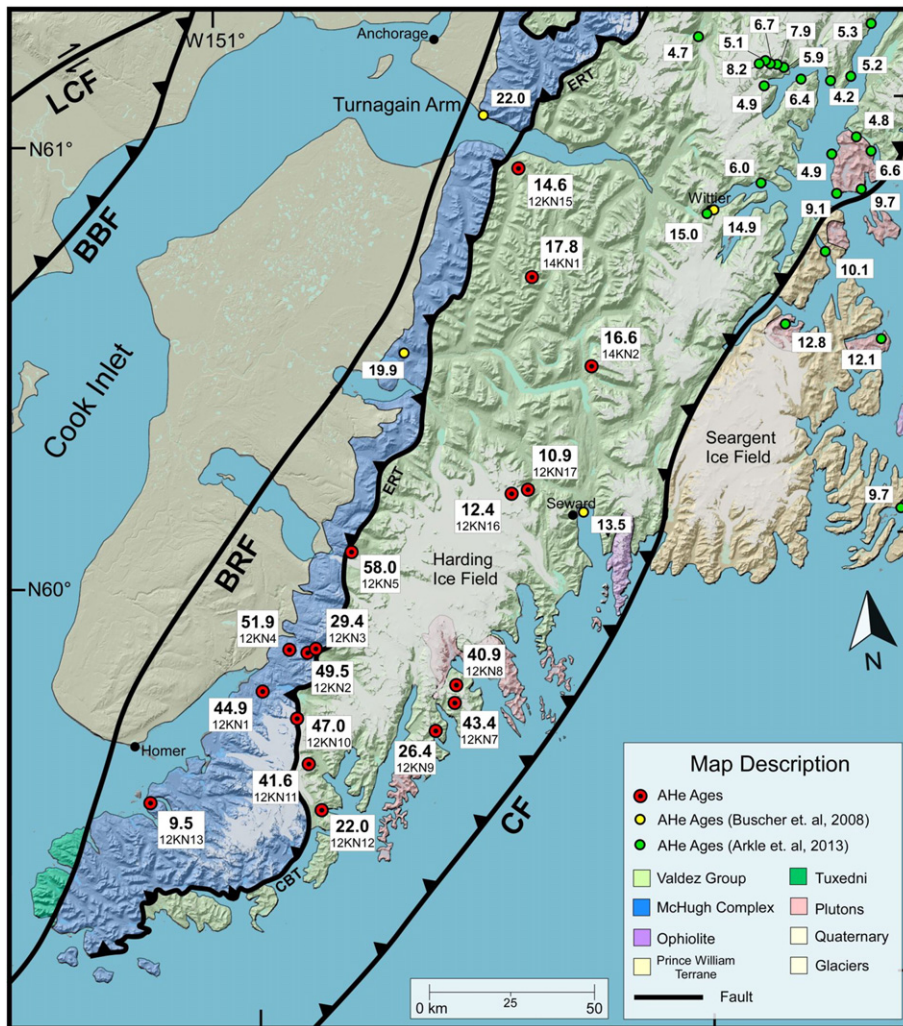 W151°
Anchorage
LCF
Turnagain Arm
22.0
ERT
N61°
BBF
4.7
5.1
6.7
7.9
5.3
8.2
5.9
5.2
4.9
6.4
4.2
4.8
6.0
4.9
6.6
Wittier
9.1
9.7
15.0
14.9
10.1
14.6
12KN15
17.8
14KN1
16.6
14KN2
12.8
12.1
19.9
Cook Inlet
Seargent
Ice Field
ERT
10.9
12KN17
12.4
12KN16
Seward
13.5
9.7
BRF
58.0
12KN5
Harding
Ice Field
N60°
51.9
12KN4
29.4
12KN3
49.5
12KN2
40.9
12KN8
44.9
12KN1
47.0
12KN10
43.4
12KN7
26.4
12KN9
Homer
41.6
12KN11
9.5
12KN13
22.0
12KN12
CF
CBT
N
Map Description
AHe Ages
AHe Ages (Buscher et. al, 2008)
AHe Ages (Arkle et. al, 2013)
Valdez Group
Tuxedni
McHugh Complex
Plutons
Ophiolite
Quaternary
Prince William
Terrane
Glaciers
Fault
0 km
25
50